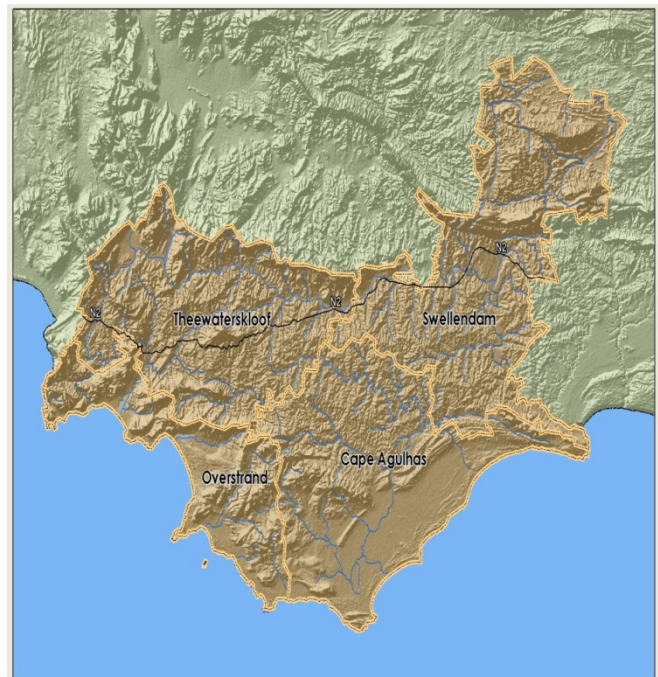 N2
N2
N2
Theewaterskloof
Swellendam
Cape Agulhas
Overstrand